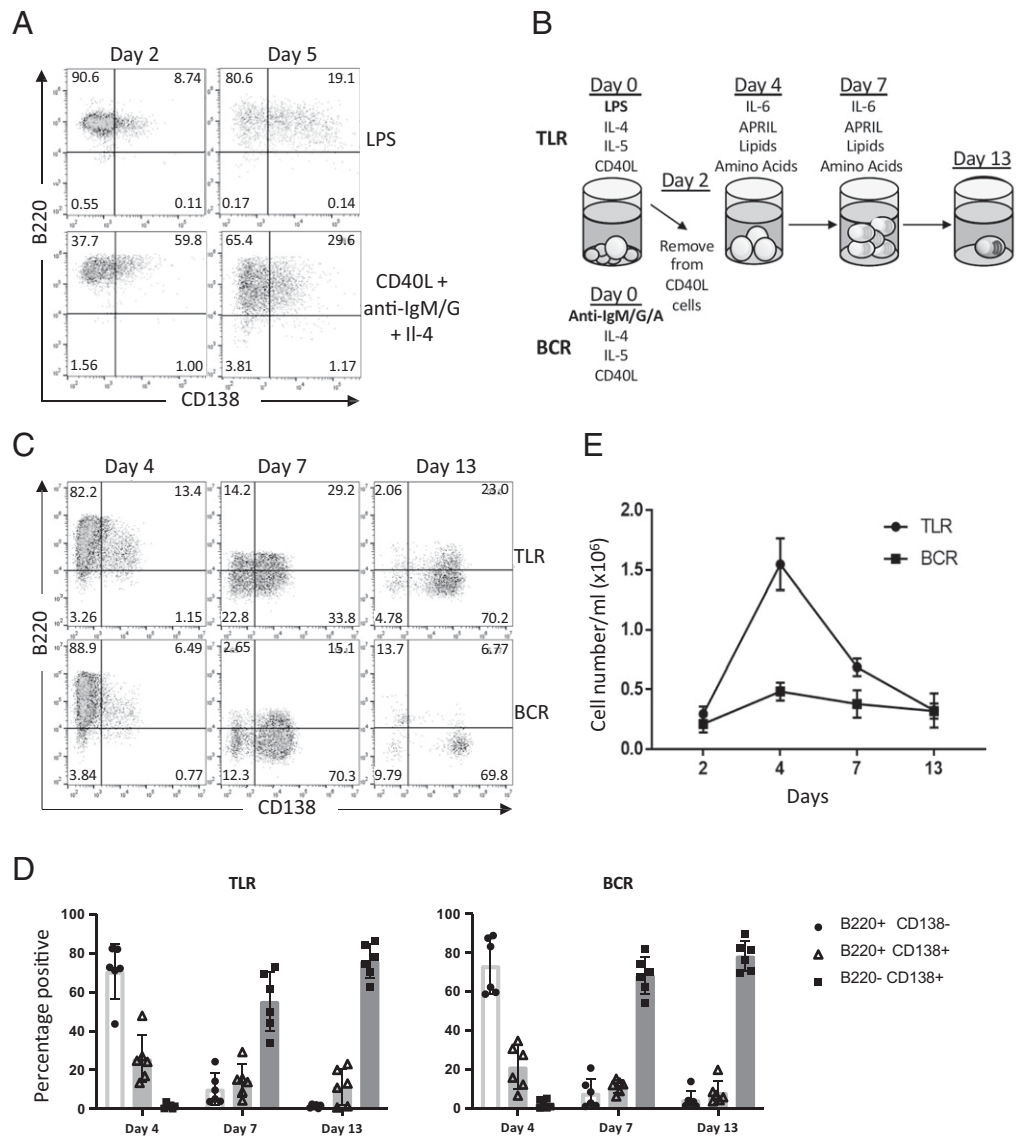 A
Day 2
Day 5
90.6
8.74
80.6
19.1
LPS
0.55
0.11
0.17
0.14
37.7
59.8
65.4
29.6
CD40L +
anti-IgM/G
+ Il-4
1.56
1.00
3.81
1.17
B220
CD138
B
Day 0
LPS
IL-4
IL-5
CD40L
TLR
Day 2
Remove
from
CD40L
cells
Day 4
IL-6
APRIL
Lipids
Amino Acids
Day 7
IL-6
APRIL
Lipids
Amino Acids
Day 13
Day 0
Anti-IgM/G/A
IL-4
IL-5
CD40L
BCR
C
Day 4
Day 7
Day 13
82.2
13.4
14.2
29.2
2.06
23.0
TLR
3.26
1.15
22.8
33.8
4.78
70.2
88.9
6.49
2.65
15.1
13.7
6.77
BCR
3.84
0.77
12.3
70.3
9.79
69.8
B220
CD138
E
2.0
1.5
1.0
0.5
0.0
Cell number/ml (x10⁶)
TLR
BCR
2
4
7
13
Days
D
TLR
Percentage positive
100
80
60
40
20
0
Day 4
Day 7
Day 13
BCR
100
80
60
40
20
0
Day 4
Day 7
Day 13
B220+ CD138-
B220+ CD138+
B220- CD138+